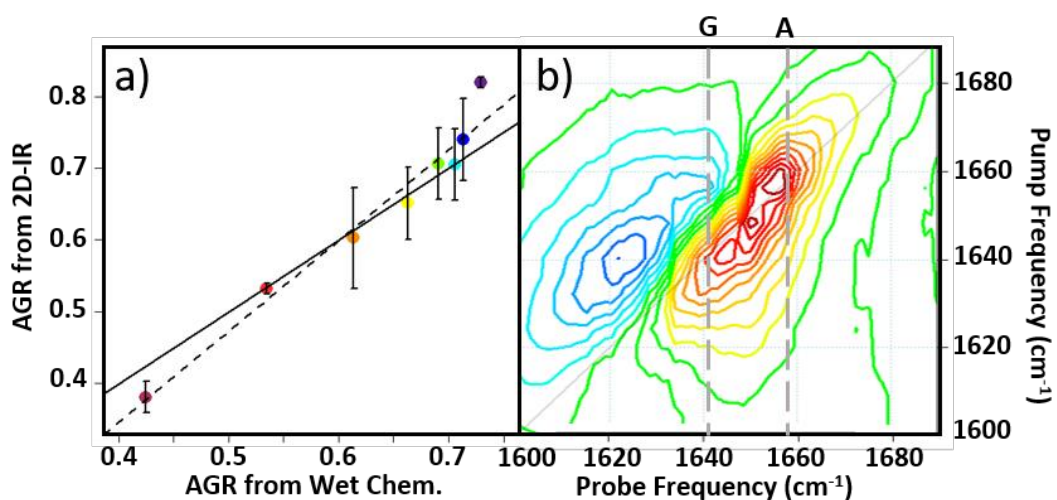 G A
a)
b)
0.8
0.7
0.6
0.5
0.4
AGR from 2D-IR
1680
1660
1640
1620
1600
Pump Frequency (cm⁻¹)
0.4 0.5 0.6 0.7 1600 1620 1640 1660 1680
AGR from Wet Chem. Probe Frequency (cm⁻¹)